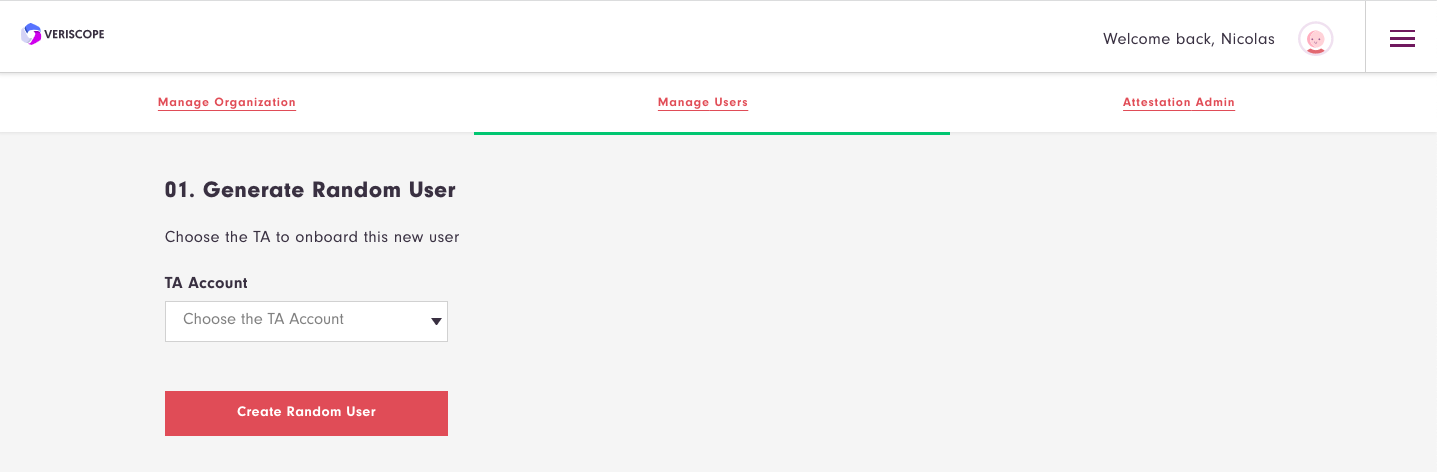 VERISCOPE
Welcome back, Nicolas
Manage Organization
Manage Users
Attestation Admin
01. Generate Random User
Choose the TA to onboard this new user
TA Account
Choose the TA Account
Create Random User